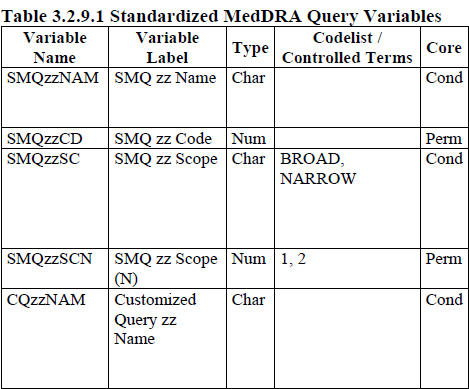 Table 3.2.9.1 Standardized MedDRA Query Variables
Variable Name Variable Label Type Codelist / Controlled Terms Core
SMQzzNAM SMQ zz Name Char Cond
SMQzzCD SMQ zz Code Num Perm
SMQzzSC SMQ zz Scope Char BROAD, Cond
NARROW
SMQzzSCN SMQ zz Scope Num 1, 2 Perm
(N)
CQzzNAM Customized Char Cond
Query zz
Name